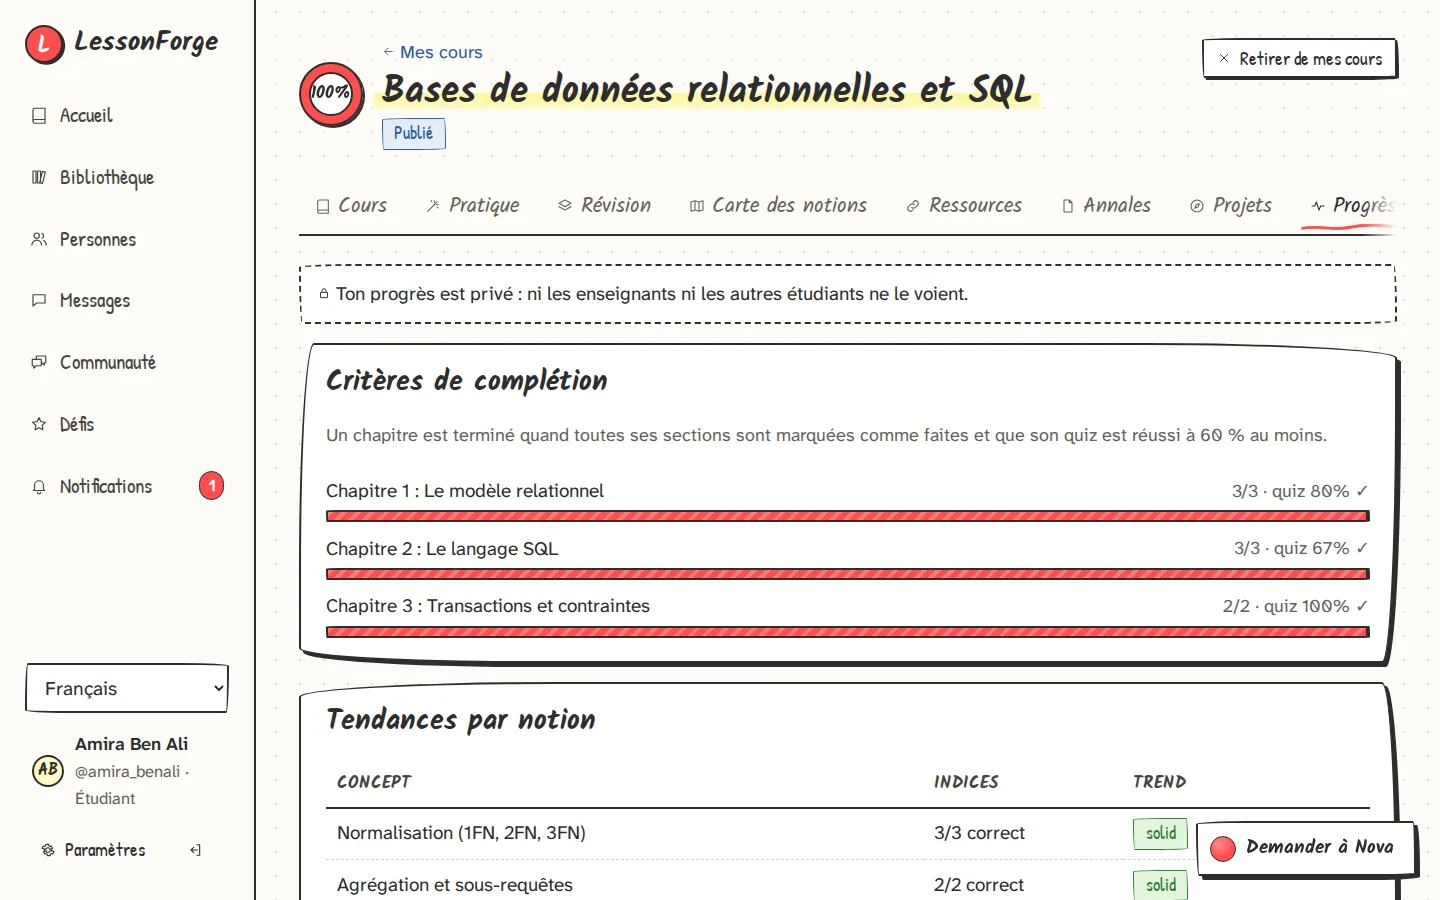 L LessonForge
Accueil
Bibliothèque
Personnes
Messages
Communauté
Défis
Notifications 1
Français
AB
Amira Ben Ali
@amira_benali ·
Étudiant
Paramètres
← Mes cours
100%
Bases de données relationnelles et SQL
Publié
× Retirer de mes cours
Cours Pratique Révision Carte des notions Ressources Annales Projets Progrès
Ton progrès est privé : ni les enseignants ni les autres étudiants ne le voient.
Critères de complétion
Un chapitre est terminé quand toutes ses sections sont marquées comme faites et que son quiz est réussi à 60 % au moins.
Chapitre 1 : Le modèle relationnel 3/3 · quiz 80% ✓
Chapitre 2 : Le langage SQL 3/3 · quiz 67% ✓
Chapitre 3 : Transactions et contraintes 2/2 · quiz 100% ✓
Tendances par notion
CONCEPT INDICES TREND
Normalisation (1FN, 2FN, 3FN) 3/3 correct solid
Agrégation et sous-requêtes 2/2 correct solid
Demander à Nova